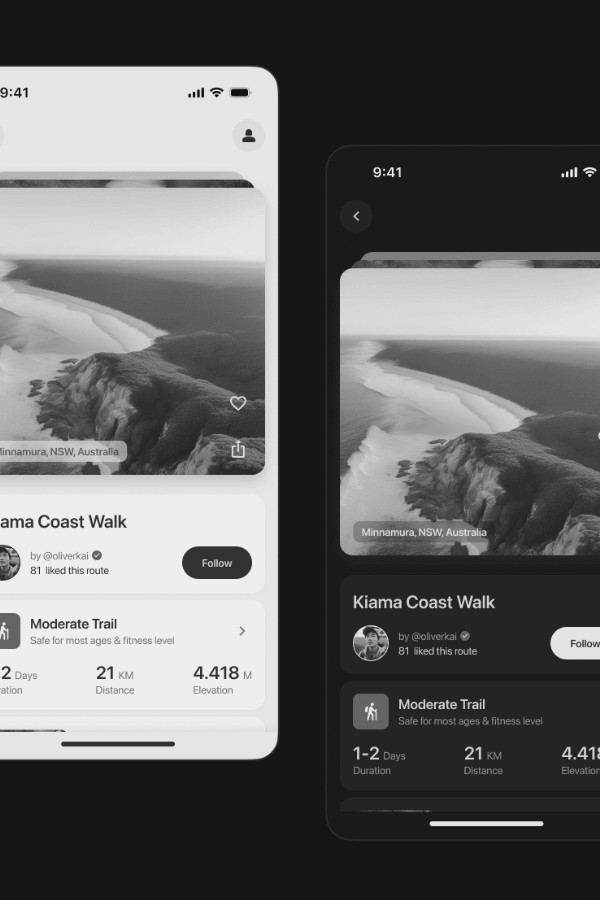 9:41
Minnamura, NSW, Australia
ama Coast Walk
by @oliverkai
81 liked this route
Follow
Moderate Trail
Safe for most ages & fitness level
2 Days
21 KM
4.418 M
ration
Distance
Elevation
9:41
Minnamura, NSW, Australia
Kiama Coast Walk
by @oliverkai
81 liked this route
Follow
Moderate Trail
Safe for most ages & fitness level
1-2 Days
21 KM
4.418
Duration
Distance
Elevation